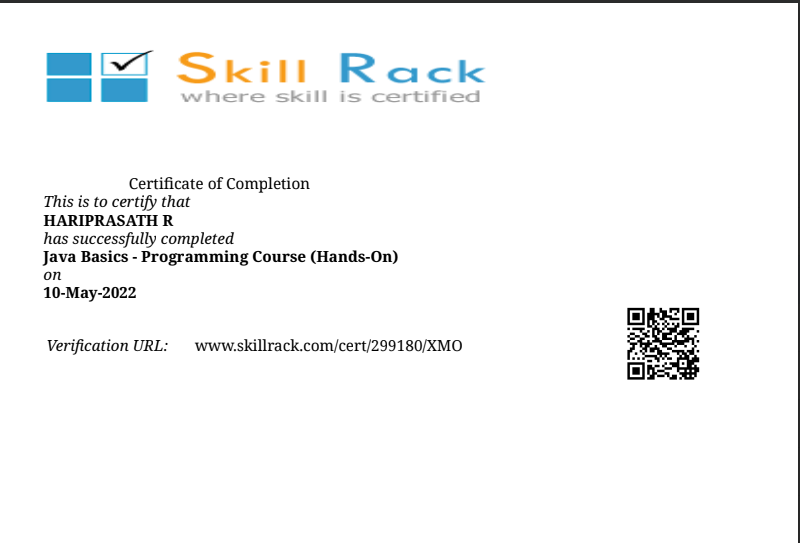 Skill Rack
where skill is certified
Certificate of Completion
This is to certify that
HARIPRASATH R
has successfully completed
Java Basics - Programming Course (Hands-On)
on
10-May-2022
Verification URL: www.skillrack.com/cert/299180/XMO